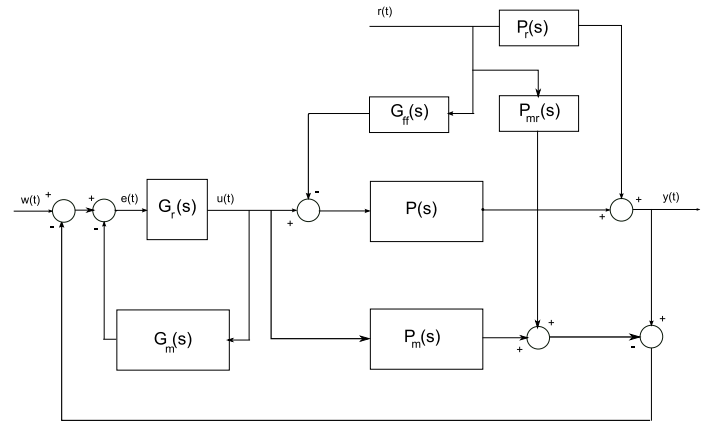 r(t)
Pr(s)
Gff(s)
Pmr(s)
-
+
w(t)
+
e(t)
Gr(s)
u(t)
P(s)
+
y(t)
-
-
+
+
Gm(s)
Pm(s)
+
+
+
-